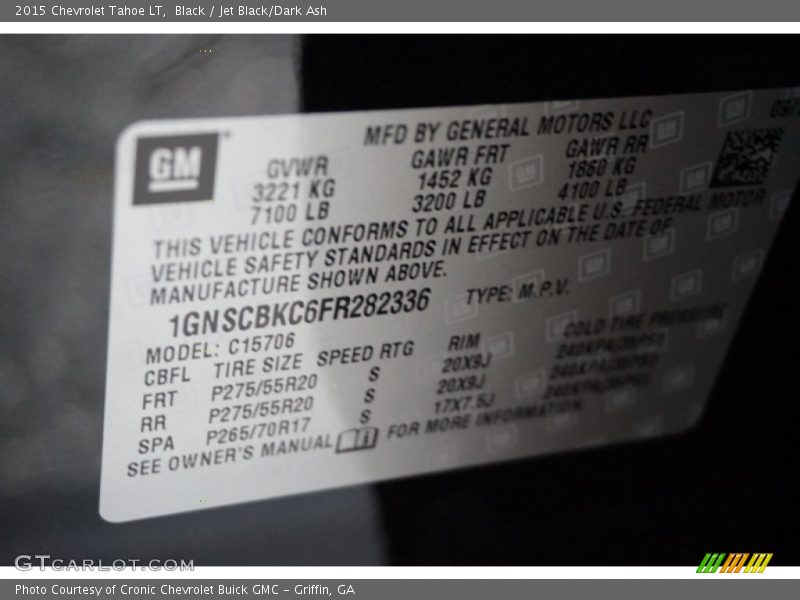 2015 Chevrolet Tahoe LT, Black / Jet Black/Dark Ash
GM
MFD BY GENERAL MOTORS LLC
GVWR GAWR FRT GAWR RR
3221 KG 1452 KG 1860 KG
7100 LB 3200 LB 4100 LB
THIS VEHICLE CONFORMS TO ALL APPLICABLE U.S. FEDERAL MOTOR
VEHICLE SAFETY STANDARDS IN EFFECT ON THE DATE OF
MANUFACTURE SHOWN ABOVE.
1GNSCBKC6FR282336 TYPE: M.P.V.
MODEL: C15706
CBFL TIRE SIZE SPEED RTG RIM COLD TIRE PRESSURE
FRT P275/55R20 S 20X9J
RR P275/55R20 S 20X9J
SPA P265/70R17 S 17X7.5J
SEE OWNER'S MANUAL FOR MORE INFORMATION.
GTCARLOT.COM
Photo Courtesy of Cronic Chevrolet Buick GMC – Griffin, GA